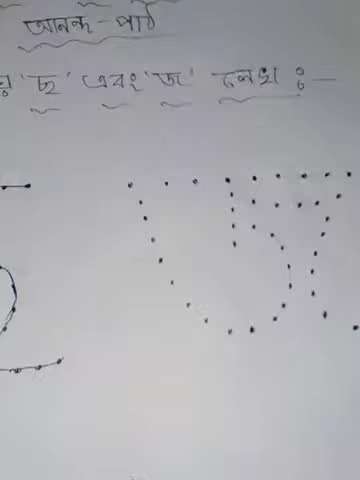 আনন্দ - পাঠ
'ছ' এবং 'জ' লেখ :—